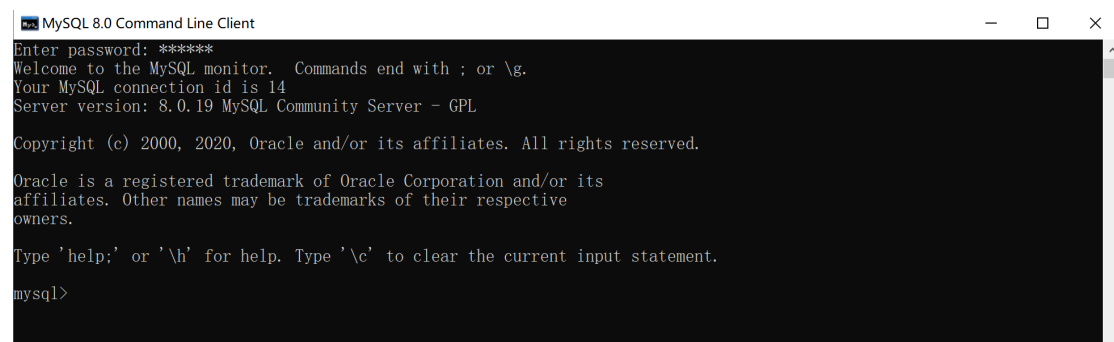 MySQL 8.0 Command Line Client
Enter password: ******
Welcome to the MySQL monitor.  Commands end with ; or \g.
Your MySQL connection id is 14
Server version: 8.0.19 MySQL Community Server - GPL
Copyright (c) 2000, 2020, Oracle and/or its affiliates. All rights reserved.
Oracle is a registered trademark of Oracle Corporation and/or its
affiliates. Other names may be trademarks of their respective
owners.
Type 'help;' or '\h' for help. Type '\c' to clear the current input statement.
mysql>